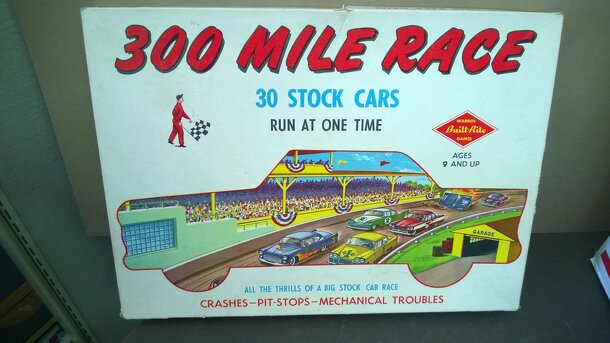 300 MILE RACE
30 STOCK CARS
RUN AT ONE TIME
WARREN
Built-Rite
GAMES
AGES
9 AND UP
GARAGE
2
ALL THE THRILLS OF A BIG STOCK CAR RACE
CRASHES—PIT-STOPS—MECHANICAL TROUBLES